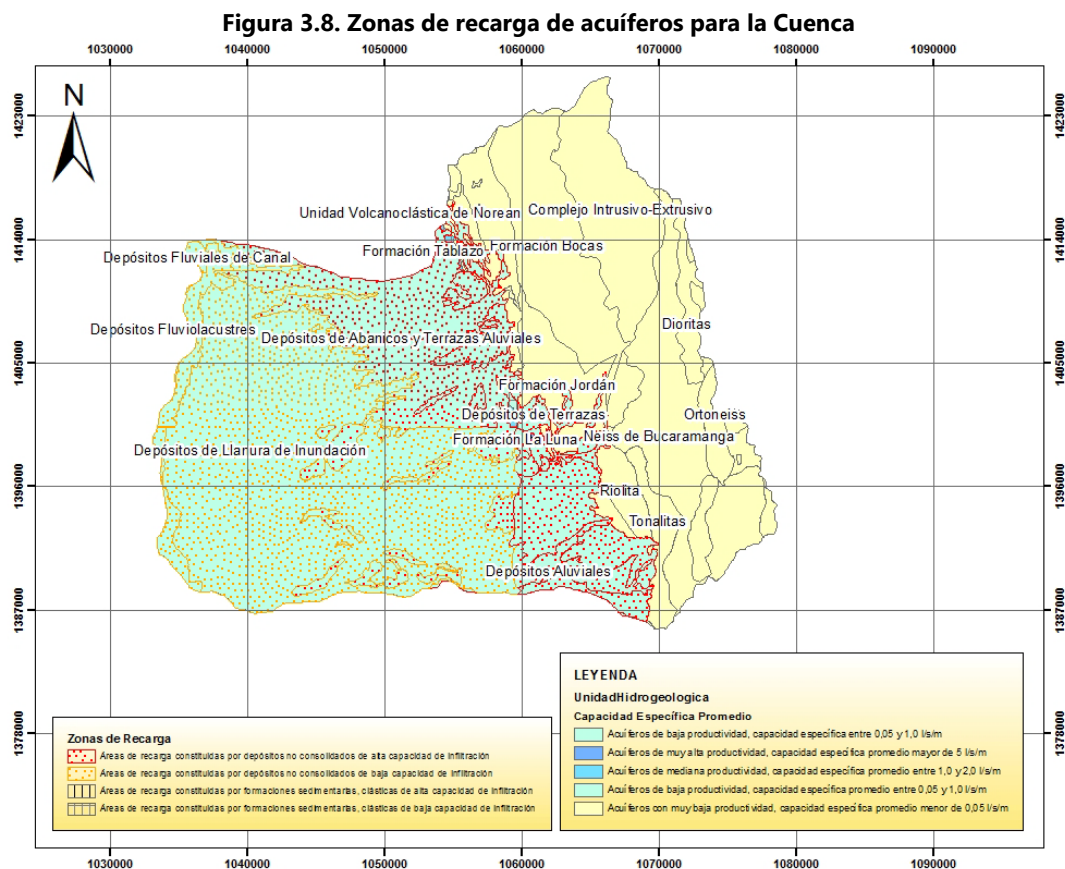 Figura 3.8. Zonas de recarga de acuíferos para la Cuenca
1030000 1040000 1050000 1060000 1070000 1080000 1090000
N
1423000 1423000
Unidad Volcanoclástica de Norean
Complejo Intrusivo-Extrusivo
1414000 1414000
Formación Tablazo
Formación Bocas
Depósitos Fluviales de Canal
Depósitos Fluviolacustres
Dioritas
Depósitos de Abanicos y Terrazas Aluviales
1405000 1405000
Formación Jordán
Depósitos de Terrazas
Ortoneiss
Formación La Luna
Neiss de Bucaramanga
Depósitos de Llanura de Inundación
1396000 1396000
Riolita
Tonalitas
Depósitos Aluviales
1387000 1387000
1378000 1378000
Zonas de Recarga
Áreas de recarga constituidas por depósitos no consolidados de alta capacidad de infiltración
Áreas de recarga constituidas por depósitos no consolidados de baja capacidad de infiltración
Áreas de recarga constituidas por formaciones sedimentarias, clásticas de alta capacidad de infiltración
Áreas de recarga constituidas por formaciones sedimentarias, clásticas de baja capacidad de infiltración
LEYENDA
UnidadHidrogeologica
Capacidad Específica Promedio
Acuíferos de baja productividad, capacidad específica entre 0,05 y 1,0 l/s/m
Acuíferos de muy alta productividad, capacidad específica promedio mayor de 5 l/s/m
Acuíferos de mediana productividad, capacidad específica promedio entre 1,0 y 2,0 l/s/m
Acuíferos de baja productividad, capacidad específica promedio entre 0,05 y 1,0 l/s/m
Acuíferos con muy baja productividad, capacidad específica promedio menor de 0,05 l/s/m
1030000 1040000 1050000 1060000 1070000 1080000 1090000